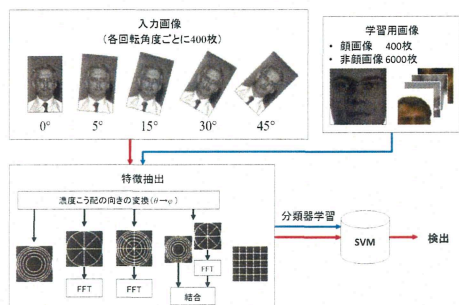 入力画像
(各回転角度ごとに400枚)
0°
5°
15°
30°
45°
学習用画像
• 顔画像 400枚
• 非顔画像6000枚
特徴抽出
濃度こう配の向きの変換(θ→φ)
FFT
FFT
FFT
結合
分類器学習
SVM
検出